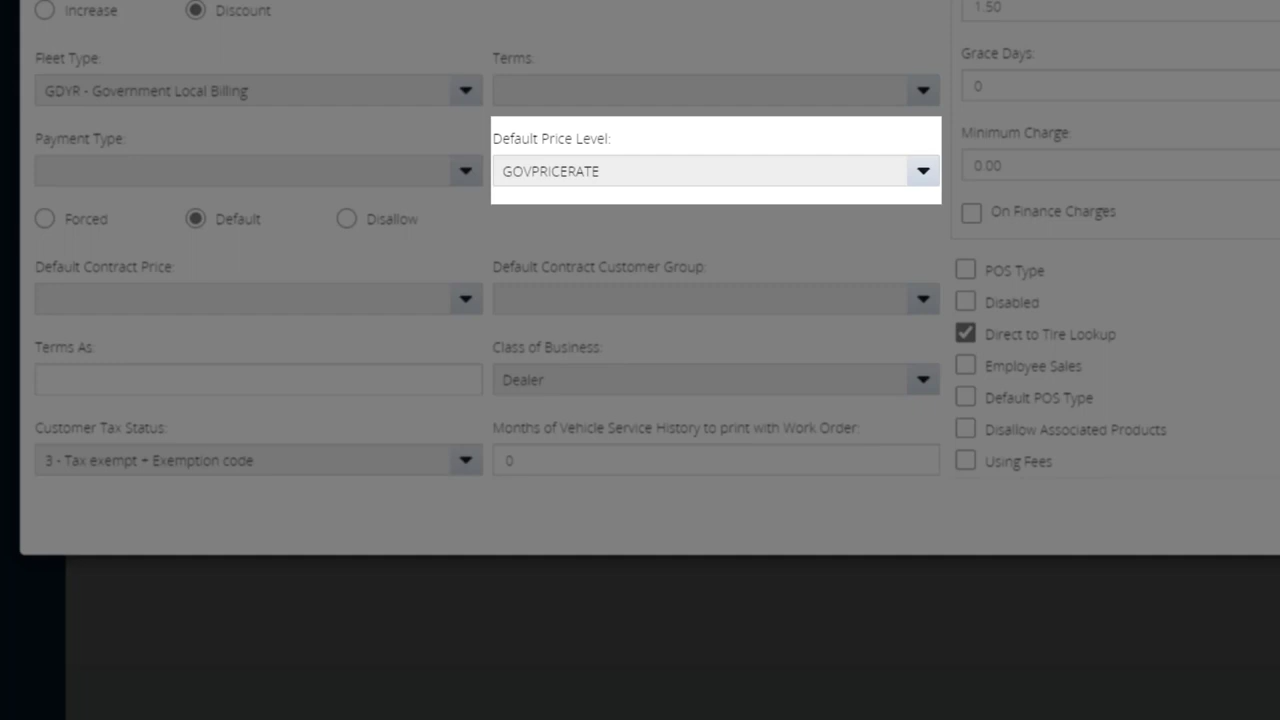 Increase Discount
1.50
Fleet Type: Terms: Grace Days:
GDYR - Government Local Billing 0
Payment Type: Default Price Level: Minimum Charge:
GOVPRICERATE 0.00
Forced Default Disallow On Finance Charges
Default Contract Price: Default Contract Customer Group: POS Type
Disabled
Direct to Tire Lookup
Terms As: Class of Business: Employee Sales
Dealer
Default POS Type
Customer Tax Status: Months of Vehicle Service History to print with Work Order: Disallow Associated Products
3 - Tax exempt + Exemption code 0 Using Fees